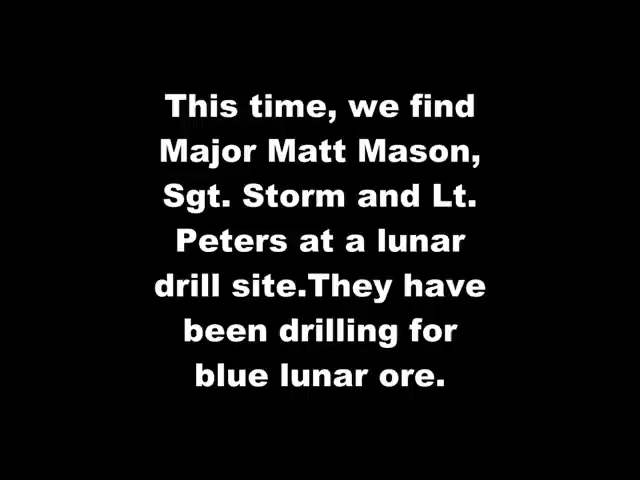 This time, we find
Major Matt Mason,
Sgt. Storm and Lt.
Peters at a lunar
drill site.They have
been drilling for
blue lunar ore.